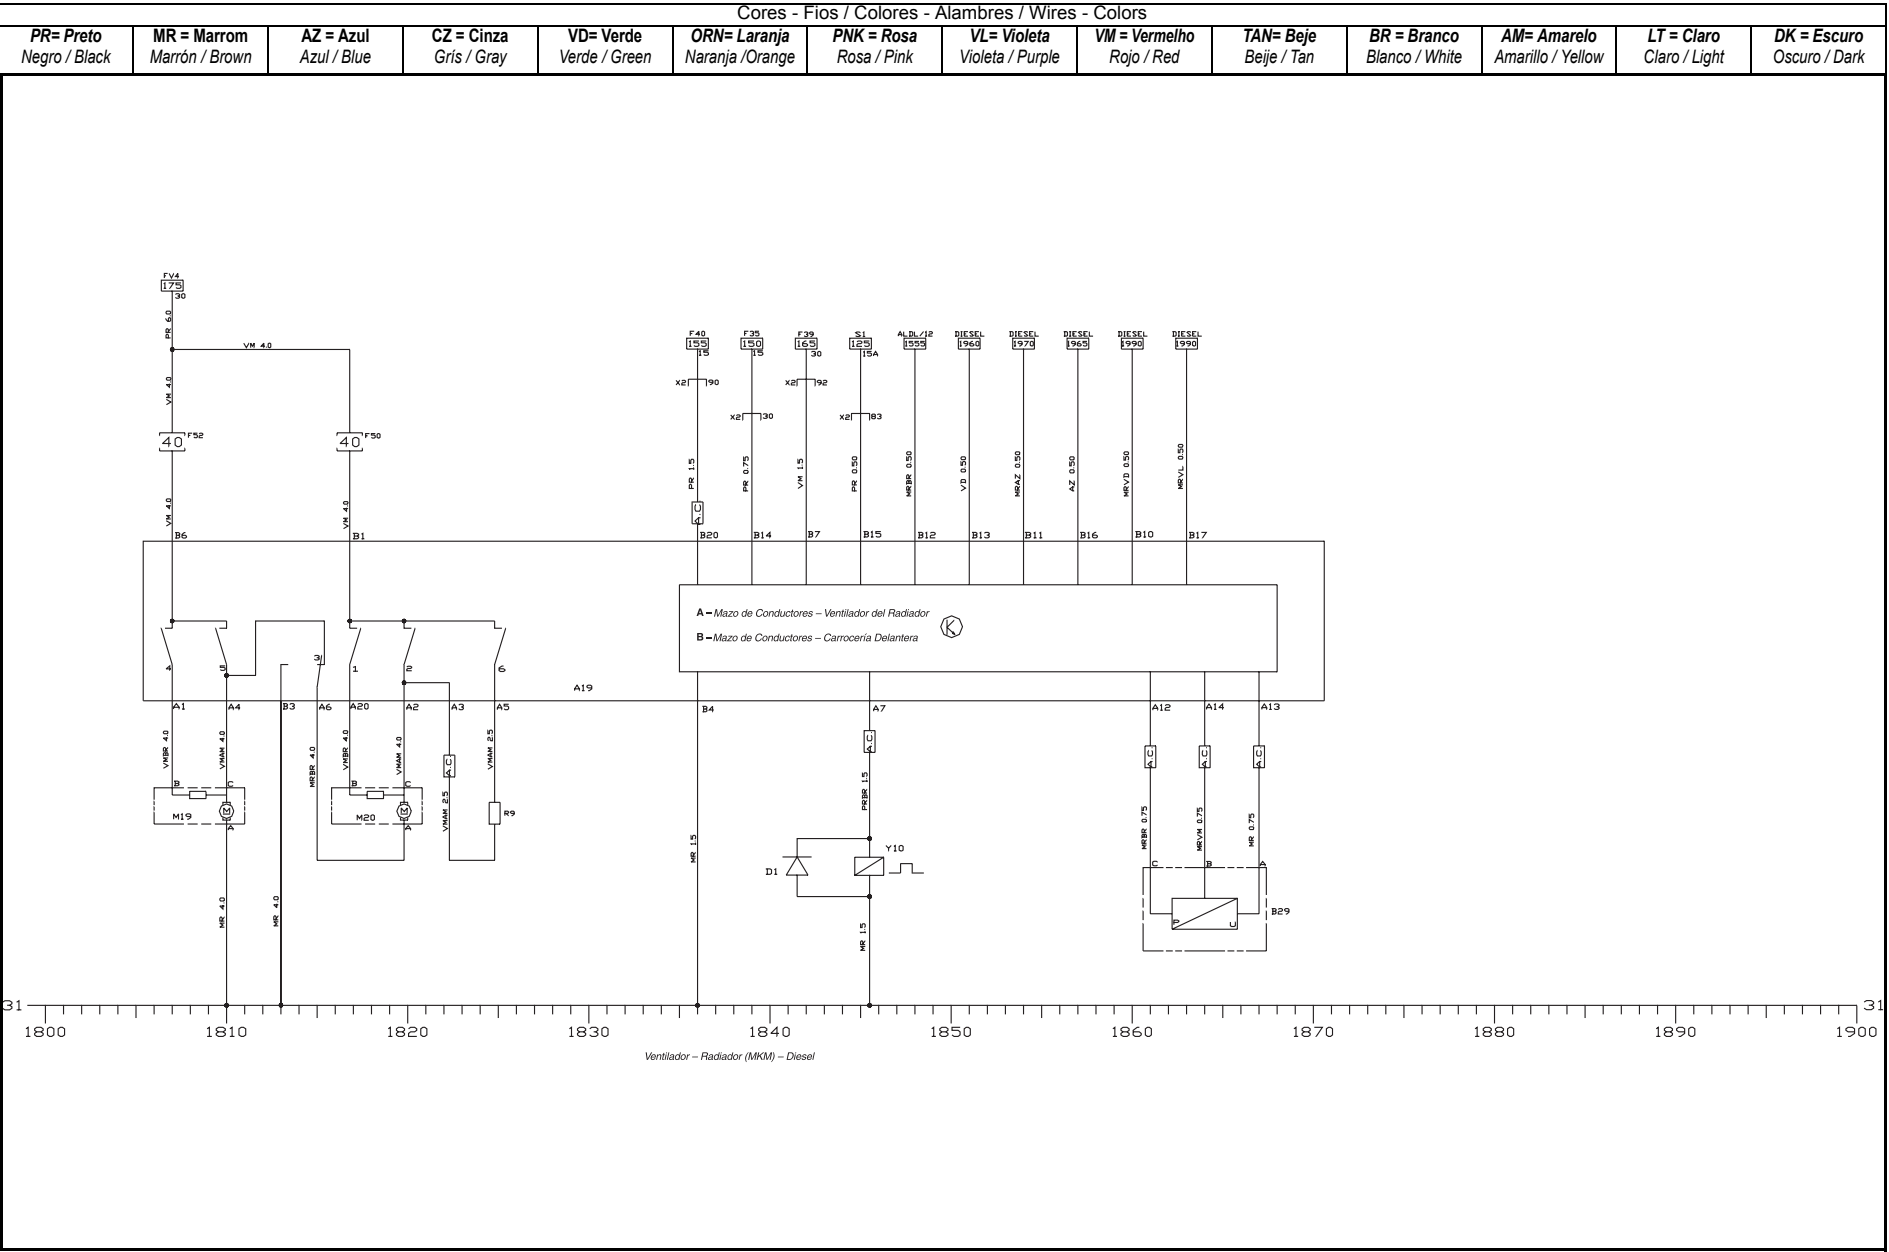 Cores - Fios / Colores - Alambres / Wires - Colors
PR= Preto
Negro / Black
MR = Marrom
Marrón / Brown
AZ = Azul
Azul / Blue
CZ = Cinza
Grís / Gray
VD= Verde
Verde / Green
ORN= Laranja
Naranja /Orange
PNK = Rosa
Rosa / Pink
VL= Violeta
Violeta / Purple
VM = Vermelho
Rojo / Red
TAN= Beje
Beije / Tan
BR = Branco
Blanco / White
AM= Amarelo
Amarillo / Yellow
LT = Claro
Claro / Light
DK = Escuro
Oscuro / Dark
FV4
175
30
PR 6.0
VM 4.0
VM 4.0
40 F52
40 F50
VM 4.0
VM 4.0
B6
B1
F40
155
15
X2 90
PR 1.5
A.C
B20
F35
150
15
X2 30
PR 0.75
B14
F39
165
30
X2 92
VM 1.5
B7
S1
125
15A
X2 83
PR 0.50
B15
ALDL/12
1555
MRBR 0.50
B12
DIESEL
1960
VD 0.50
B13
DIESEL
1970
MRAZ 0.50
B11
DIESEL
1965
AZ 0.50
B16
DIESEL
1990
MRVD 0.50
B10
DIESEL
1990
MRVL 0.50
B17
A – Mazo de Conductores – Ventilador del Radiador
B – Mazo de Conductores – Carrocería Delantera
K
4
5
3
1
2
6
A19
A1
A4
B3
A6
A20
A2
A3
A5
B4
A7
A12
A14
A13
VMBR 4.0
VMAM 4.0
MRBR 4.0
VMBR 4.0
VMAM 4.0
A.C
VMAM 2.5
VMAM 2.5
R9
B
C
M19
M
A
B
C
M20
M
A
MR 4.0
MR 4.0
MR 1.5
A.C
PRBR 1.5
D1
Y10
MR 1.5
A.C
A.C
A.C
MRBR 0.75
MRVM 0.75
MR 0.75
C
B
A
P
U
B29
31
31
1800
1810
1820
1830
1840
1850
1860
1870
1880
1890
1900
Ventilador – Radiador (MKM) – Diesel